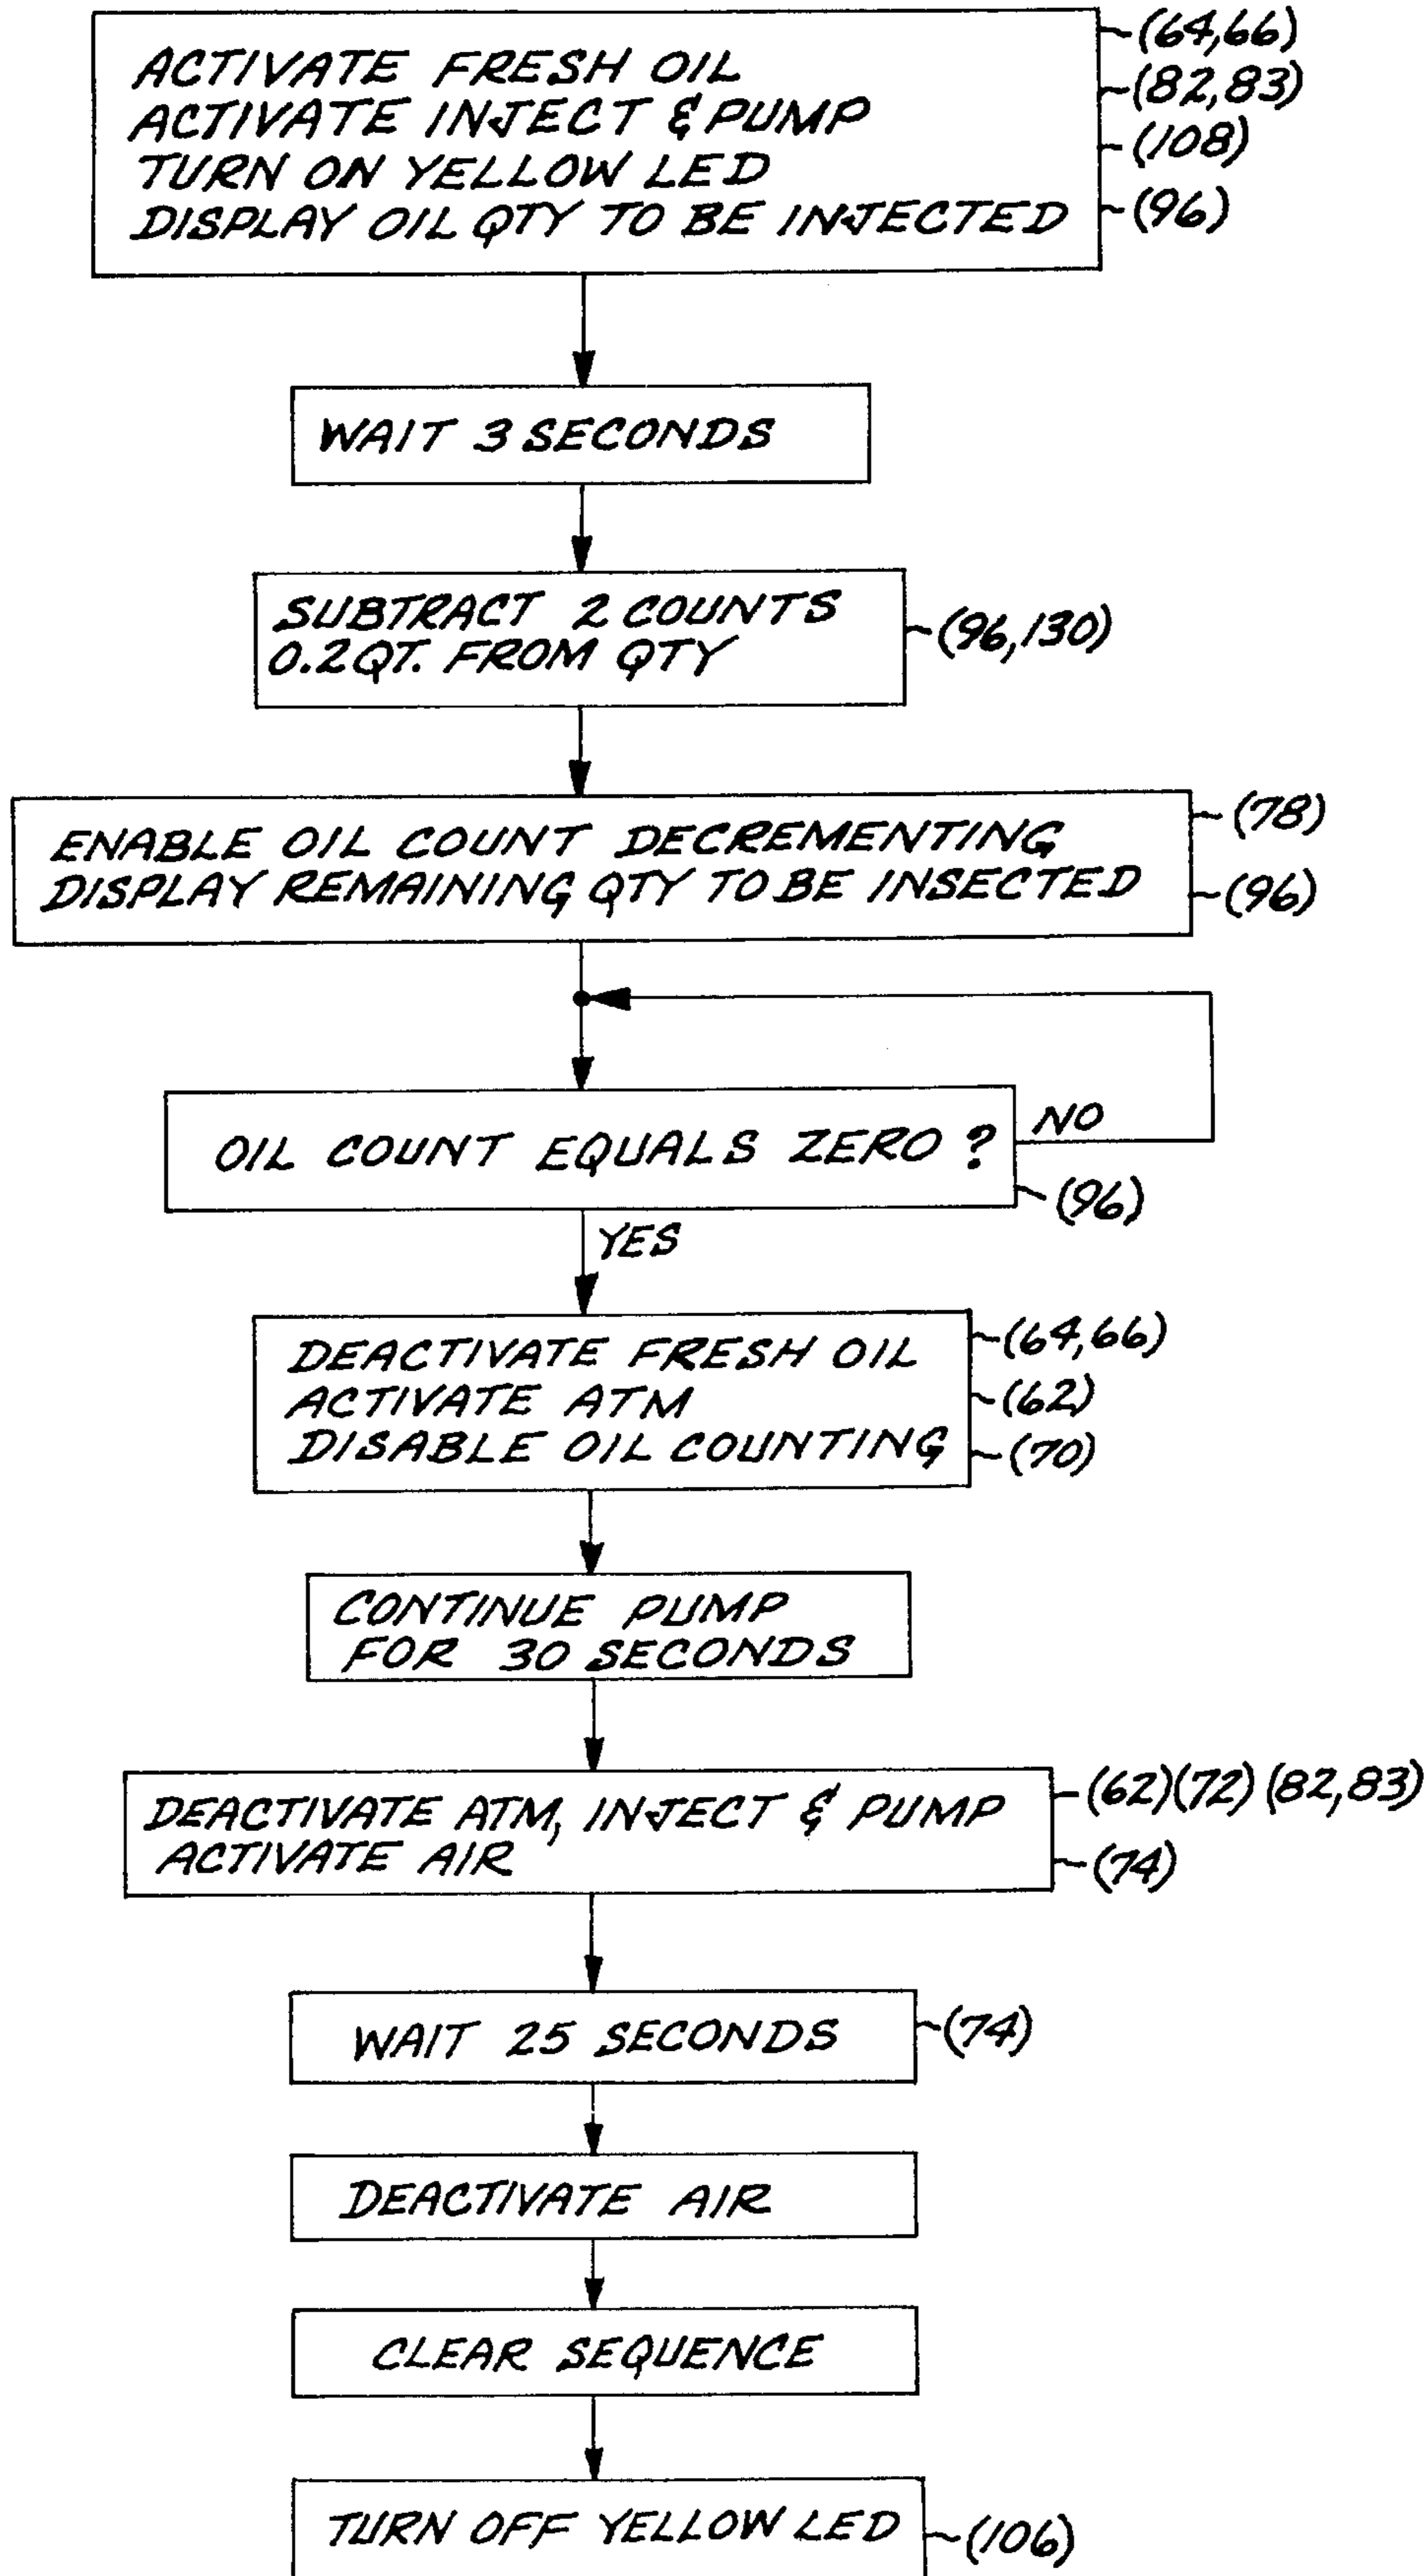 ACTIVATE FRESH OIL (64,66)
ACTIVATE INJECT & PUMP (82,83)
TURN ON YELLOW LED (108)
DISPLAY OIL QTY TO BE INJECTED (96)
WAIT 3 SECONDS
SUBTRACT 2 COUNTS
0.2 QT. FROM QTY (96,130)
ENABLE OIL COUNT DECREMENTING (78)
DISPLAY REMAINING QTY TO BE INSECTED (96)
OIL COUNT EQUALS ZERO ? NO
(96)
YES
DEACTIVATE FRESH OIL (64,66)
ACTIVATE ATM (62)
DISABLE OIL COUNTING (70)
CONTINUE PUMP
FOR 30 SECONDS
DEACTIVATE ATM, INJECT & PUMP (62)(72)(82,83)
ACTIVATE AIR (74)
WAIT 25 SECONDS (74)
DEACTIVATE AIR
CLEAR SEQUENCE
TURN OFF YELLOW LED (106)